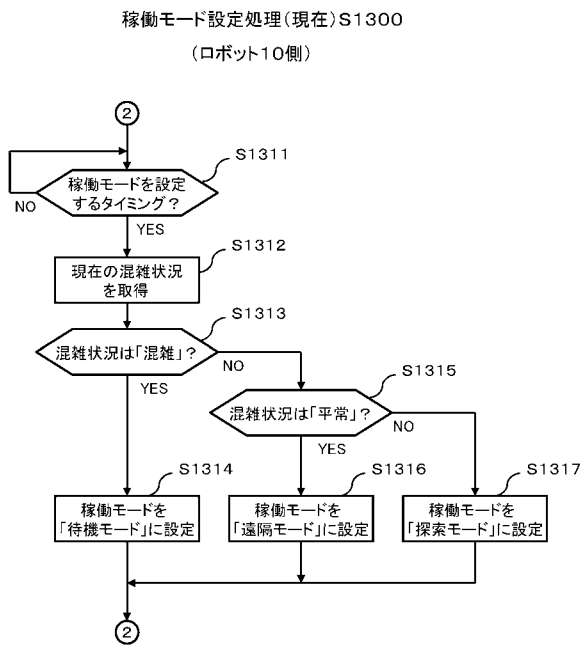 稼働モード設定処理(現在)S1300
(ロボット10側)
2
S1311
稼働モードを設定
するタイミング?
NO
YES
S1312
現在の混雑状況
を取得
S1313
混雑状況は「混雑」?
NO
YES
S1315
混雑状況は「平常」?
NO
YES
S1314
稼働モードを
「待機モード」に設定
S1316
稼働モードを
「遠隔モード」に設定
S1317
稼働モードを
「探索モード」に設定
2